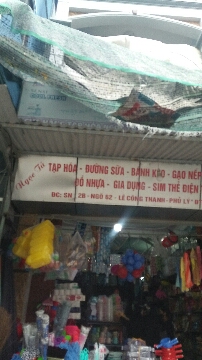 Ngọc Tú
TẠP HÓA - ĐƯỜNG SỮA - BÁNH KẸO - GẠO NẾP
ĐỒ NHỰA - GIA DỤNG - SIM THẺ ĐIỆN
ĐC: SN 2B - NGÕ 62 - LÊ CÔNG THANH - PHỦ LÝ